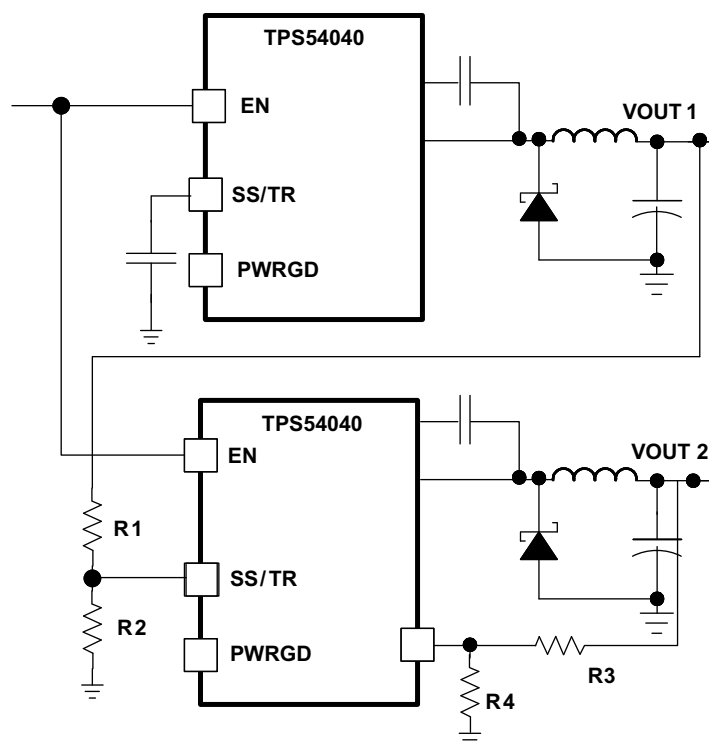 TPS54040
EN
VOUT 1
SS/TR
PWRGD
TPS54040
EN
VOUT 2
R1
SS/TR
R2
PWRGD
R3
R4